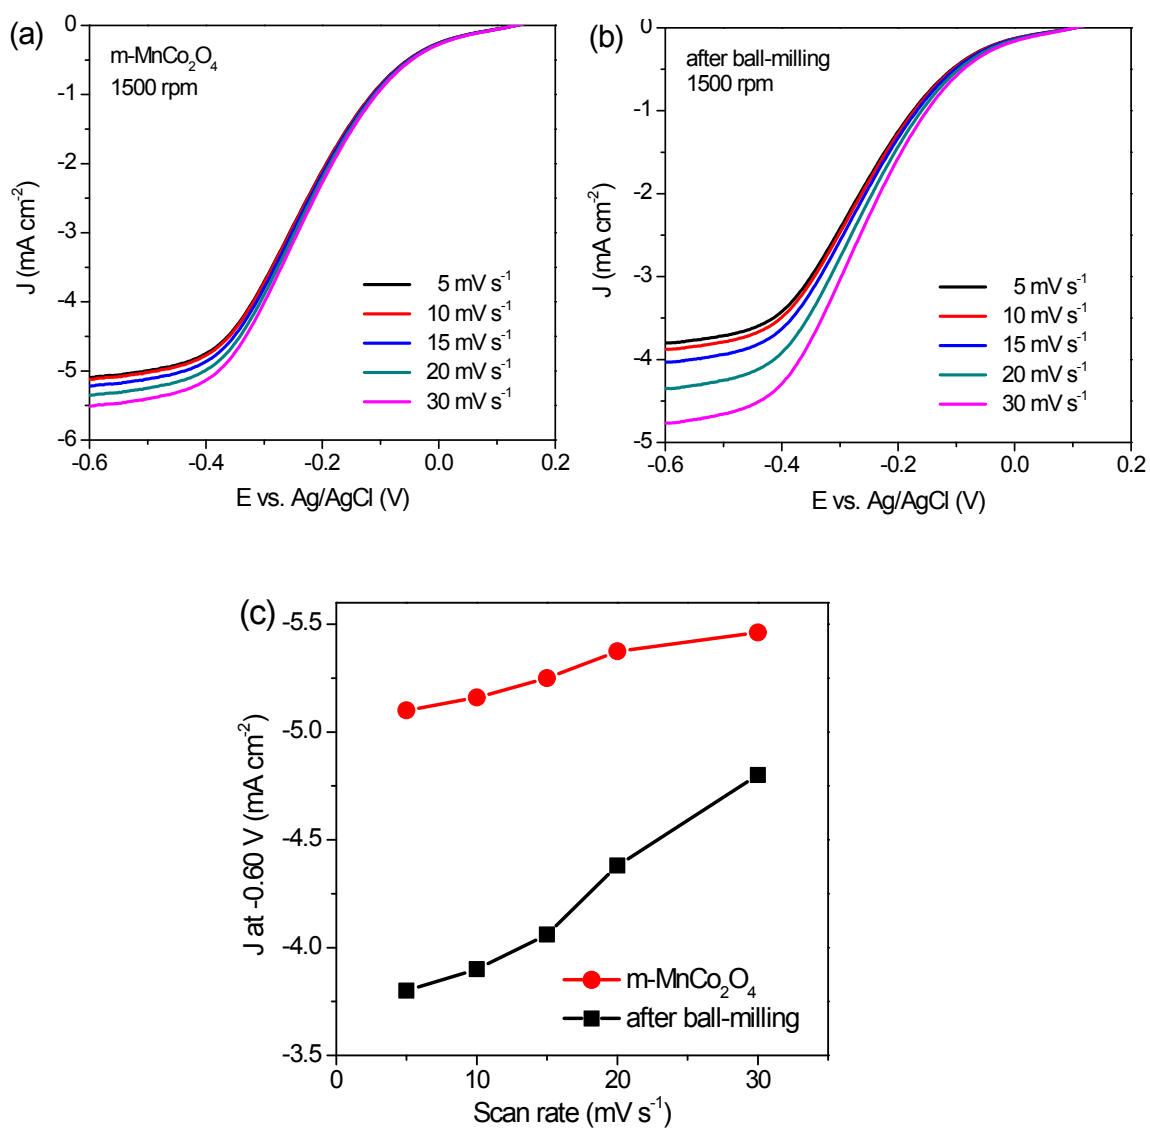 (a)
m-MnCo₂O₄
1500 rpm
0
-1
-2
-3
-4
-5
-6
J (mA cm⁻²)
5 mV s⁻¹
10 mV s⁻¹
15 mV s⁻¹
20 mV s⁻¹
30 mV s⁻¹
-0.6 -0.4 -0.2 0.0 0.2
E vs. Ag/AgCl (V)
(b)
after ball-milling
1500 rpm
0
-1
-2
-3
-4
-5
J (mA cm⁻²)
5 mV s⁻¹
10 mV s⁻¹
15 mV s⁻¹
20 mV s⁻¹
30 mV s⁻¹
-0.6 -0.4 -0.2 0.0 0.2
E vs. Ag/AgCl (V)
(c)
-5.5
-5.0
-4.5
-4.0
-3.5
J at -0.60 V (mA cm⁻²)
m-MnCo₂O₄
after ball-milling
0 10 20 30
Scan rate (mV s⁻¹)